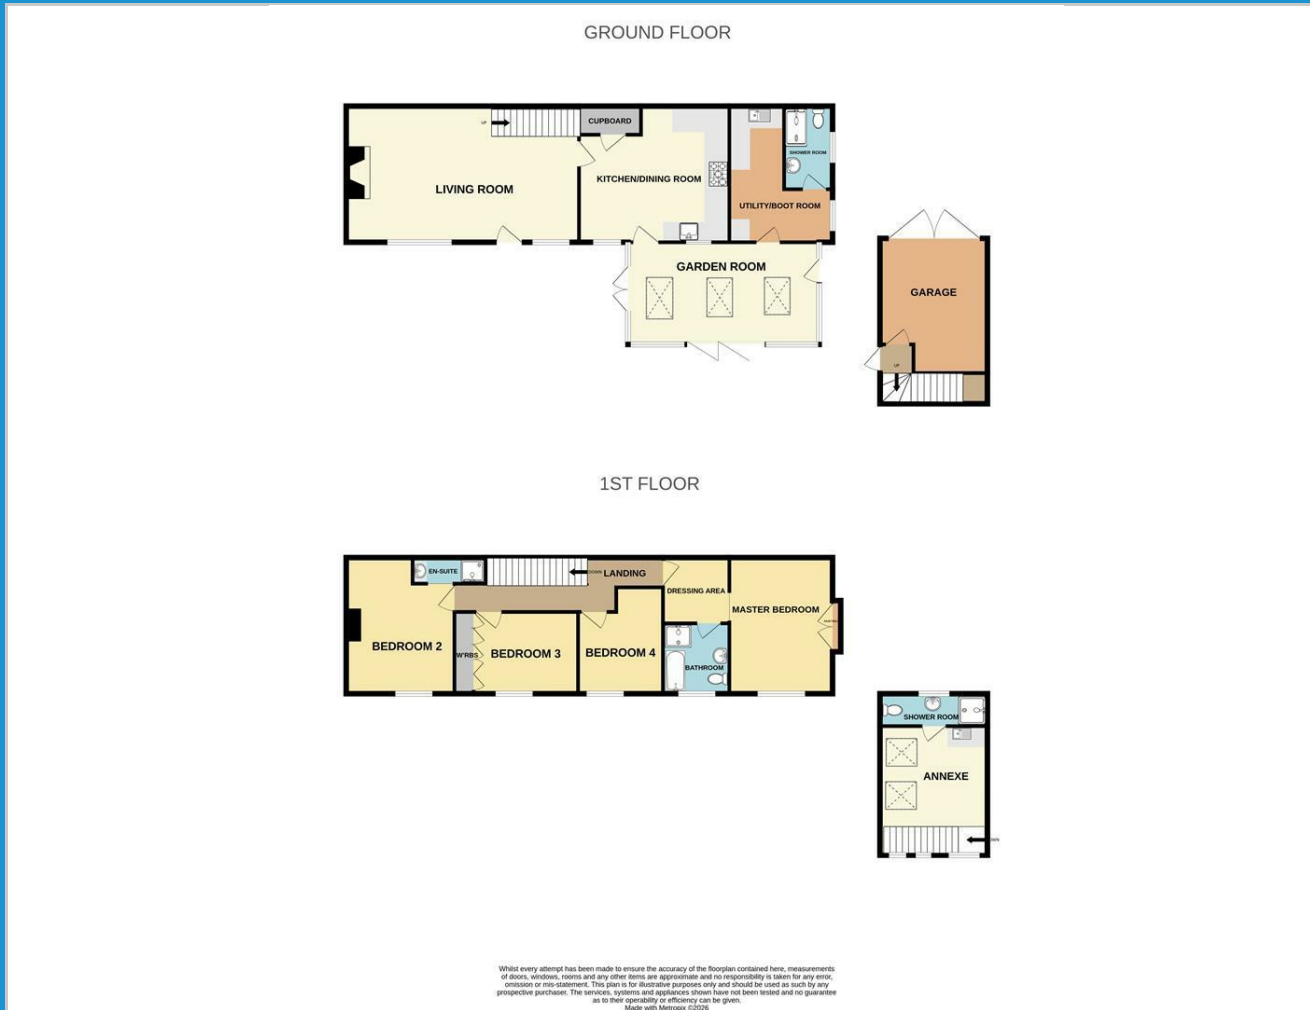 GROUND FLOOR
CUPBOARD
UP
SHOWER ROOM
KITCHEN/DINING ROOM
LIVING ROOM
UTILITY/BOOT ROOM
GARDEN ROOM
GARAGE
UP
1ST FLOOR
EN-SUITE
DOWN
LANDING
DRESSING AREA
MASTER BEDROOM
BEDROOM 2
W'RBS
BEDROOM 3
BEDROOM 4
BATHROOM
SHOWER ROOM
ANNEXE
DOWN
Whilst every attempt has been made to ensure the accuracy of the floorplan contained here, measurements
of doors, windows, rooms and any other items are approximate and no responsibility is taken for any error,
omission or mis-statement. This plan is for illustrative purposes only and should be used as such by any
prospective purchaser. The services, systems and appliances shown have not been tested and no guarantee
as to their operability or efficiency can be given.
Made with Metropix ©2026